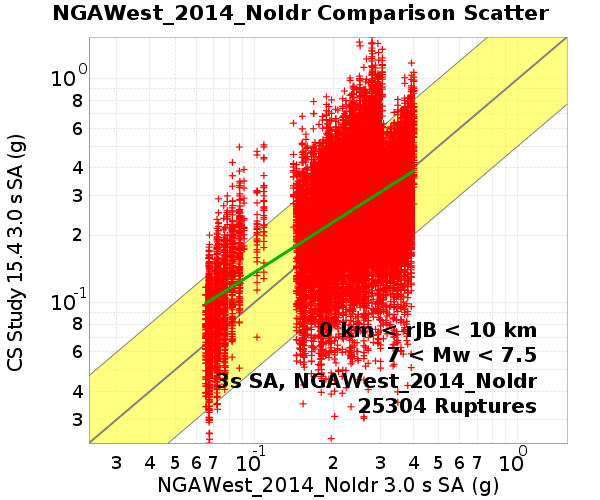 NGAWest_2014_NoIdr Comparison Scatter
CS Study 15.4 3.0 s SA (g)
10^0
8
6
4
3
2
10^-1
8
6
4
3
0 km < rJB < 10 km
7 < Mw < 7.5
3s SA, NGAWest_2014_NoIdr
25304 Ruptures
3 4 5 6 7 10^-1 2 3 4 5 6 7 10^0
NGAWest_2014_NoIdr 3.0 s SA (g)